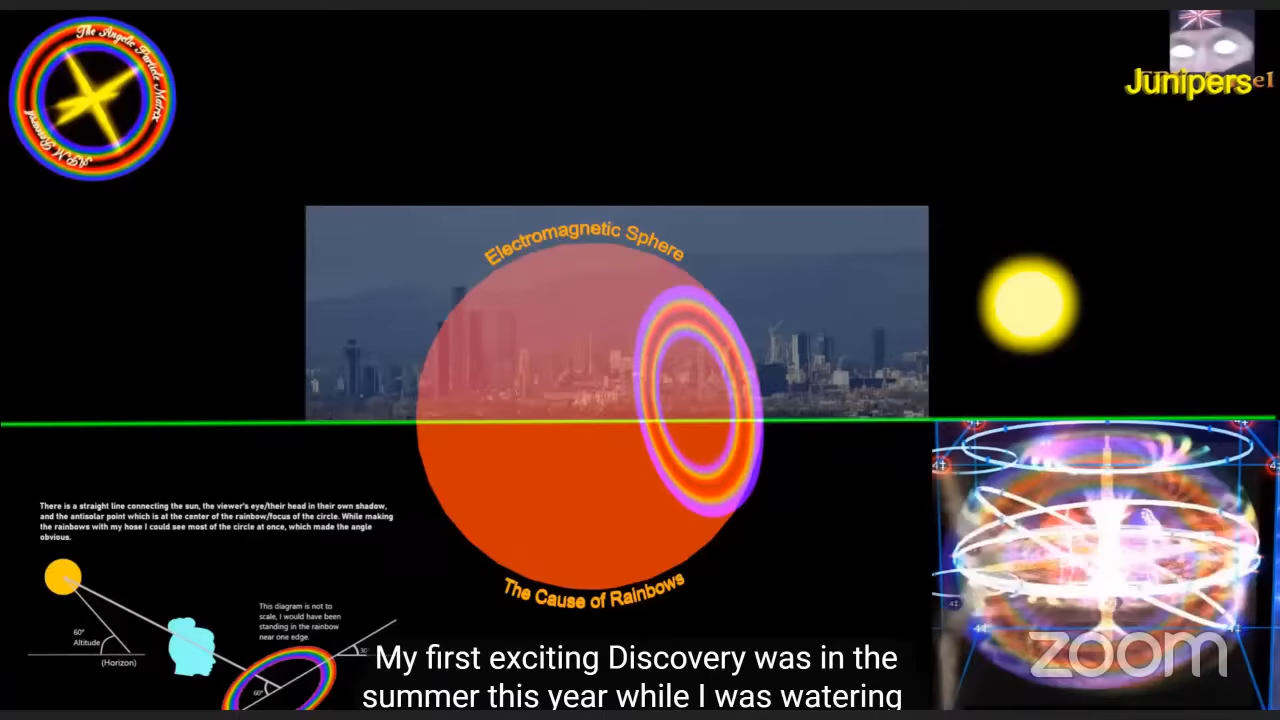 The Angelic Particle Matrix
A.P.M. Removal
Junipers
el
Electromagnetic Sphere
The Cause of Rainbows
There is a straight line connecting the sun, the viewer's eye/their head in their own shadow,
and the antisolar point which is at the center of the rainbow/focus of the circle. While making
the rainbows with my hose I could see most of the circle at once, which made the angle
obvious.
60°
Altitude
(Horizon)
This diagram is not to
scale, I would have been
standing in the rainbow
near one edge.
60°
30°
My first exciting Discovery was in the
summer this year while I was watering
zoom